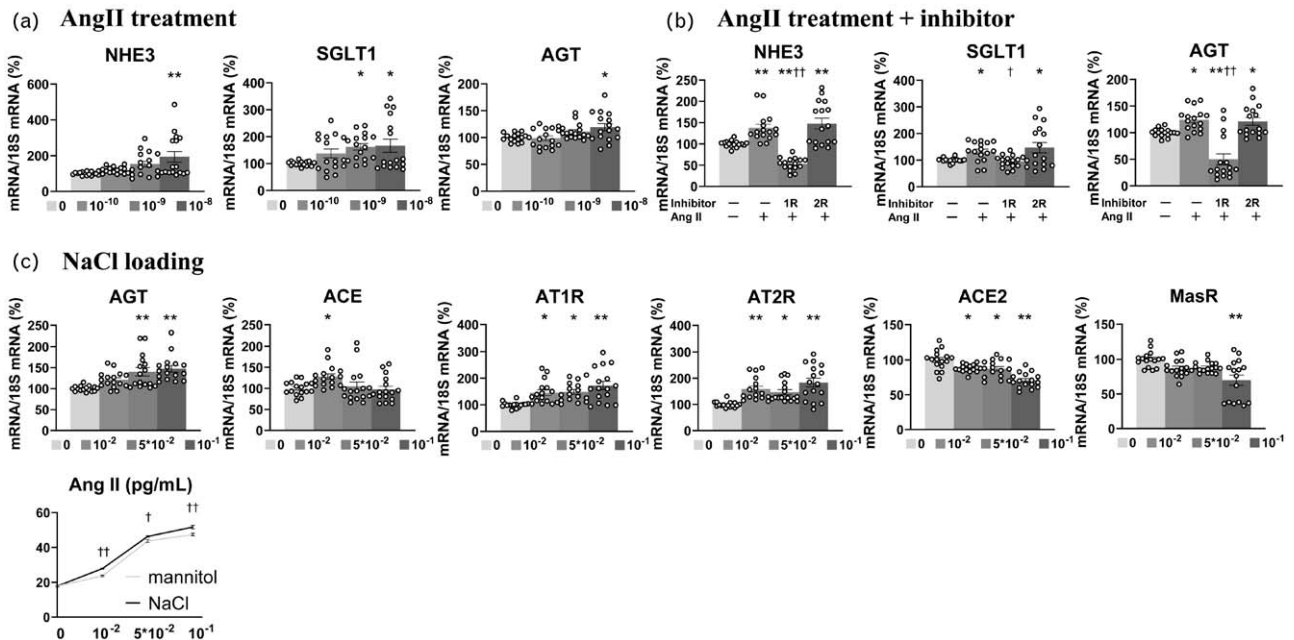 (a) AngII treatment
NHE3
mRNA/18S mRNA (%)
600
400
200
0
**
0 10-10 10-9 10-8
SGLT1
mRNA/18S mRNA (%)
400
300
200
100
0
* *
0 10-10 10-9 10-8
AGT
mRNA/18S mRNA (%)
200
150
100
50
0
*
0 10-10 10-9 10-8
(b) AngII treatment + inhibitor
NHE3
mRNA/18S mRNA (%)
250
200
150
100
50
0
** **†† **
Inhibitor – – 1R 2R
Ang II – + + +
SGLT1
mRNA/18S mRNA (%)
400
300
200
100
0
* † *
Inhibitor – – 1R 2R
Ang II – + + +
AGT
mRNA/18S mRNA (%)
200
150
100
50
0
* **†† *
Inhibitor – – 1R 2R
Ang II – + + +
(c) NaCl loading
AGT
mRNA/18S mRNA (%)
250
200
150
100
50
0
** **
0 10-2 5*10-2 10-1
ACE
mRNA/18S mRNA (%)
250
200
150
100
50
0
*
0 10-2 5*10-2 10-1
AT1R
mRNA/18S mRNA (%)
400
300
200
100
0
* * **
0 10-2 5*10-2 10-1
AT2R
mRNA/18S mRNA (%)
400
300
200
100
0
** * **
0 10-2 5*10-2 10-1
ACE2
mRNA/18S mRNA (%)
150
100
50
0
* * **
0 10-2 5*10-2 10-1
MasR
mRNA/18S mRNA (%)
150
100
50
0
**
0 10-2 5*10-2 10-1
Ang II (pg/mL)
60
40
20
0
†† † ††
mannitol
NaCl
0 10-2 5*10-2 10-1